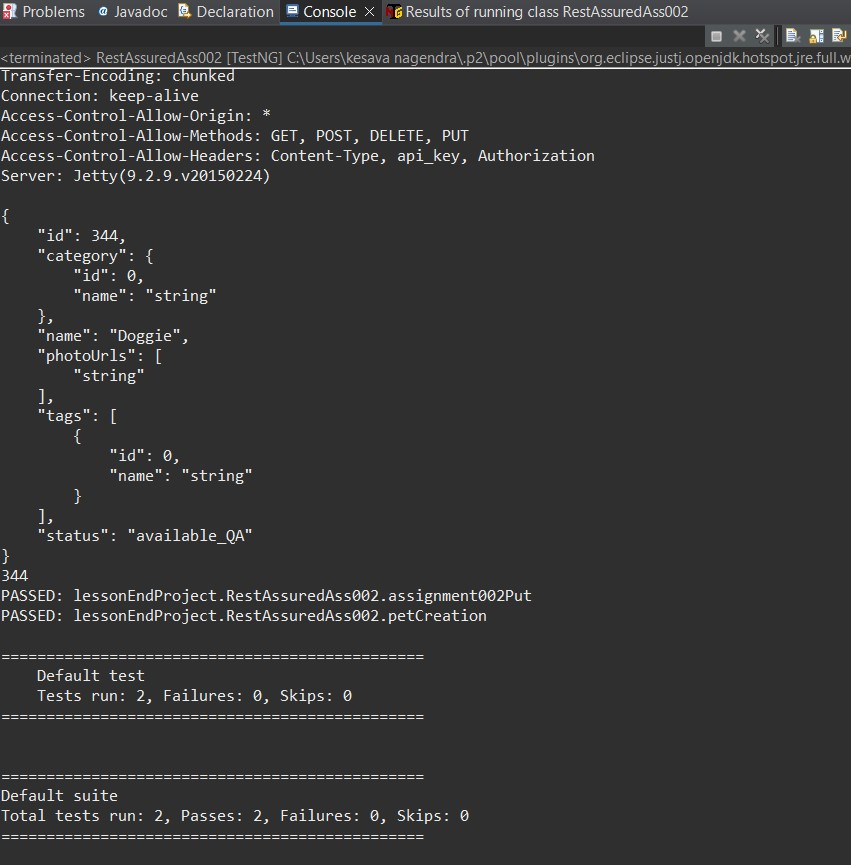 Problems Javadoc Declaration Console Results of running class RestAssuredAss002
<terminated> RestAssuredAss002 [TestNG] C:\Users\kesava nagendra\.p2\pool\plugins\org.eclipse.justj.openjdk.hotspot.jre.full.w
Transfer-Encoding: chunked
Connection: keep-alive
Access-Control-Allow-Origin: *
Access-Control-Allow-Methods: GET, POST, DELETE, PUT
Access-Control-Allow-Headers: Content-Type, api_key, Authorization
Server: Jetty(9.2.9.v20150224)
{
    "id": 344,
    "category": {
        "id": 0,
        "name": "string"
    },
    "name": "Doggie",
    "photoUrls": [
        "string"
    ],
    "tags": [
        {
            "id": 0,
            "name": "string"
        }
    ],
    "status": "available_QA"
}
344
PASSED: lessonEndProject.RestAssuredAss002.assignment002Put
PASSED: lessonEndProject.RestAssuredAss002.petCreation
===============================================
    Default test
    Tests run: 2, Failures: 0, Skips: 0
===============================================
===============================================
Default suite
Total tests run: 2, Passes: 2, Failures: 0, Skips: 0
===============================================